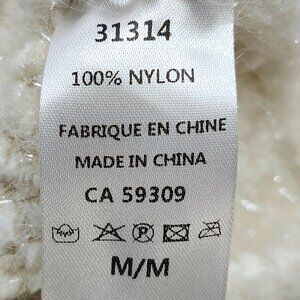 31314
100% NYLON
FABRIQUE EN CHINE
MADE IN CHINA
CA 59309
P
M/M